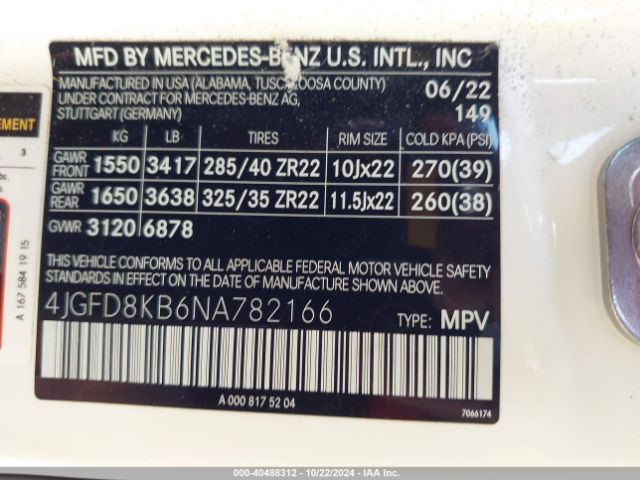 MFD BY MERCEDES-BENZ U.S. INTL., INC
MANUFACTURED IN USA (ALABAMA, TUSCALOOSA COUNTY)
UNDER CONTRACT FOR MERCEDES-BENZ AG,
STUTTGART (GERMANY)
06/22
149
KG LB TIRES RIM SIZE COLD KPA (PSI)
GAWR FRONT 1550 3417 285/40 ZR22 10Jx22 270(39)
GAWR REAR 1650 3638 325/35 ZR22 11.5Jx22 260(38)
GVWR 3120 6878
THIS VEHICLE CONFORMS TO ALL APPLICABLE FEDERAL MOTOR VEHICLE SAFETY
AND THEFT PREVENTION STANDARDS IN EFFECT ON THE DATE OF
MANUFACTURE SHOWN ABOVE.
4JGFD8KB6NA782166 TYPE: MPV
A 000 817 52 04
7066174
EMENT
3
lbs.
A 167 584 19 15
000-40488312 - 10/22/2024 - IAA Inc.